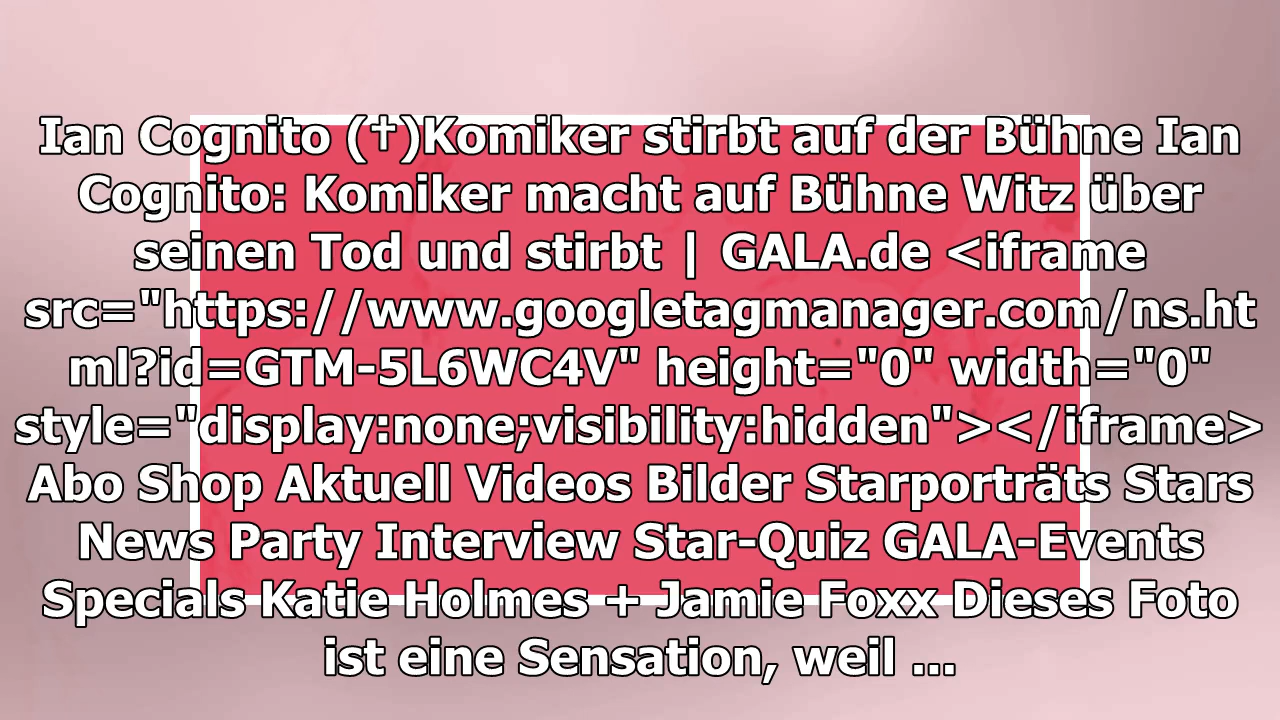 Ian Cognito (†)Komiker stirbt auf der Bühne Ian
Cognito: Komiker macht auf Bühne Witz über
seinen Tod und stirbt | GALA.de <iframe
src="https://www.googletagmanager.com/ns.ht
ml?id=GTM-5L6WC4V" height="0" width="0"
style="display:none;visibility:hidden"></iframe>
Abo Shop Aktuell Videos Bilder Starporträts Stars
News Party Interview Star-Quiz GALA-Events
Specials Katie Holmes + Jamie Foxx Dieses Foto
ist eine Sensation, weil ...